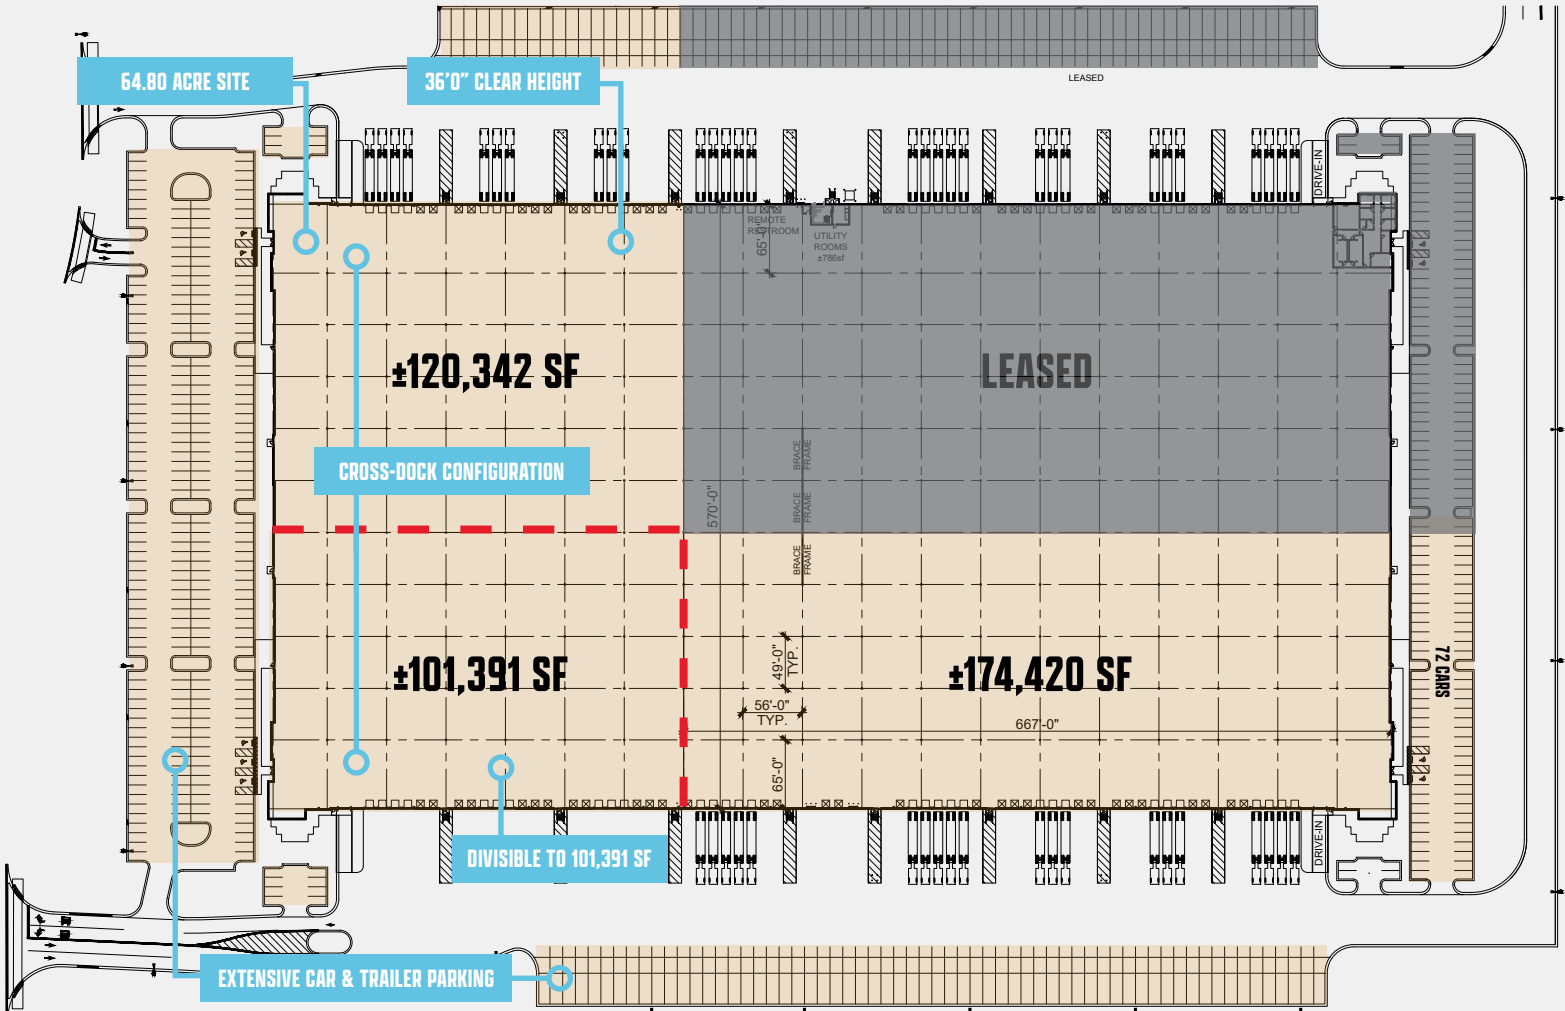 64.80 ACRE SITE
36'0" CLEAR HEIGHT
LEASED
DRIVE-IN
REMOTE
RESTROOM
65'-0"
UTILITY
ROOMS
±786sf
±120,342 SF
LEASED
BRACE
FRAME
CROSS-DOCK CONFIGURATION
570'-0"
BRACE
FRAME
BRACE
FRAME
±101,391 SF
49'-0"
TYP.
±174,420 SF
72 CARS
56'-0"
TYP.
667'-0"
65'-0"
DRIVE-IN
DIVISIBLE TO 101,391 SF
EXTENSIVE CAR & TRAILER PARKING